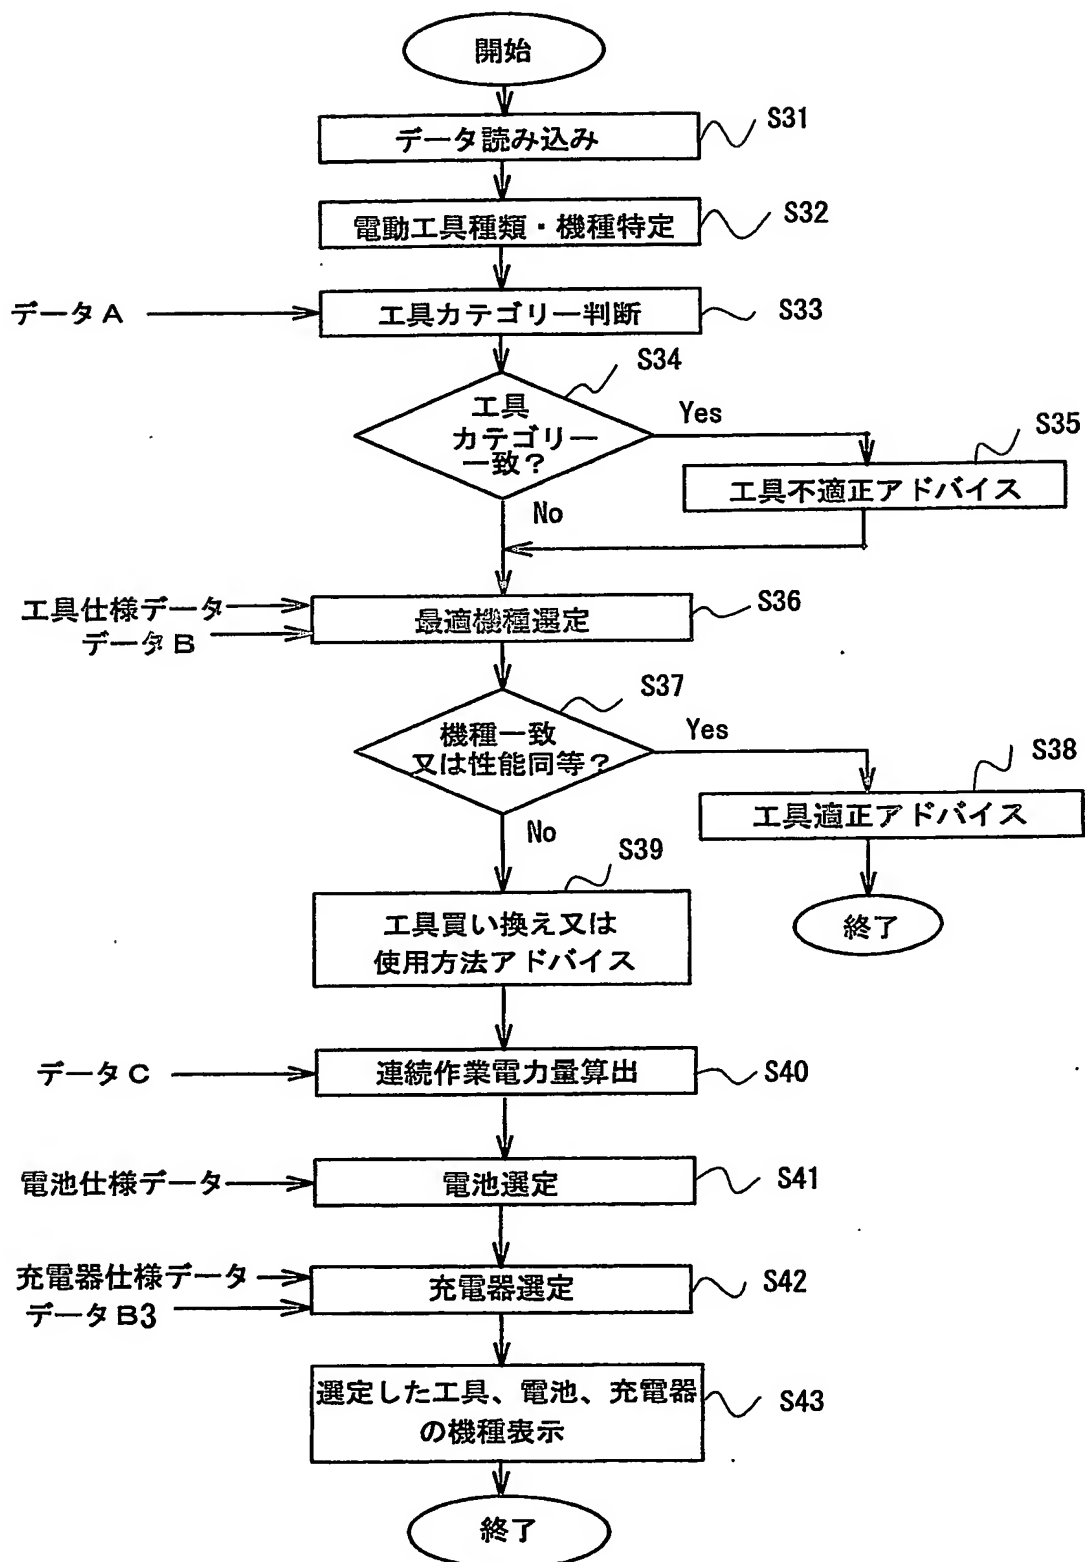 開始
データ読み込み
S31
電動工具種類・機種特定
S32
データA
工具カテゴリー判断
S33
S34
工具
カテゴリー
一致？
Yes
S35
工具不適正アドバイス
No
工具仕様データ
データB
最適機種選定
S36
S37
機種一致
又は性能同等？
Yes
S38
工具適正アドバイス
No
終了
S39
工具買い換え又は
使用方法アドバイス
データC
連続作業電力量算出
S40
電池仕様データ
電池選定
S41
充電器仕様データ
データB3
充電器選定
S42
選定した工具、電池、充電器
の機種表示
S43
終了